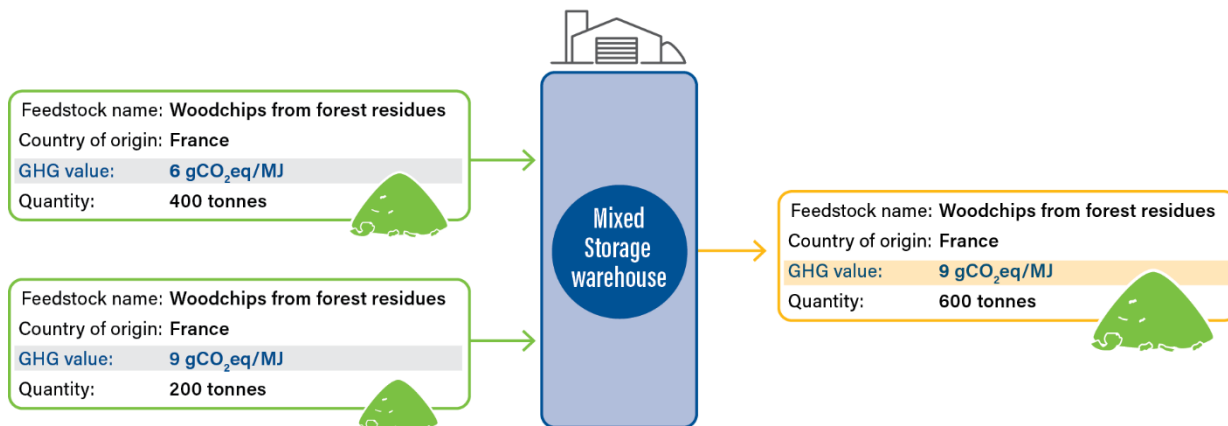 Feedstock name: Woodchips from forest residues
Country of origin: France
GHG value: 6 gCO₂eq/MJ
Quantity: 400 tonnes
Feedstock name: Woodchips from forest residues
Country of origin: France
GHG value: 9 gCO₂eq/MJ
Quantity: 200 tonnes
Mixed
Storage
warehouse
Feedstock name: Woodchips from forest residues
Country of origin: France
GHG value: 9 gCO₂eq/MJ
Quantity: 600 tonnes